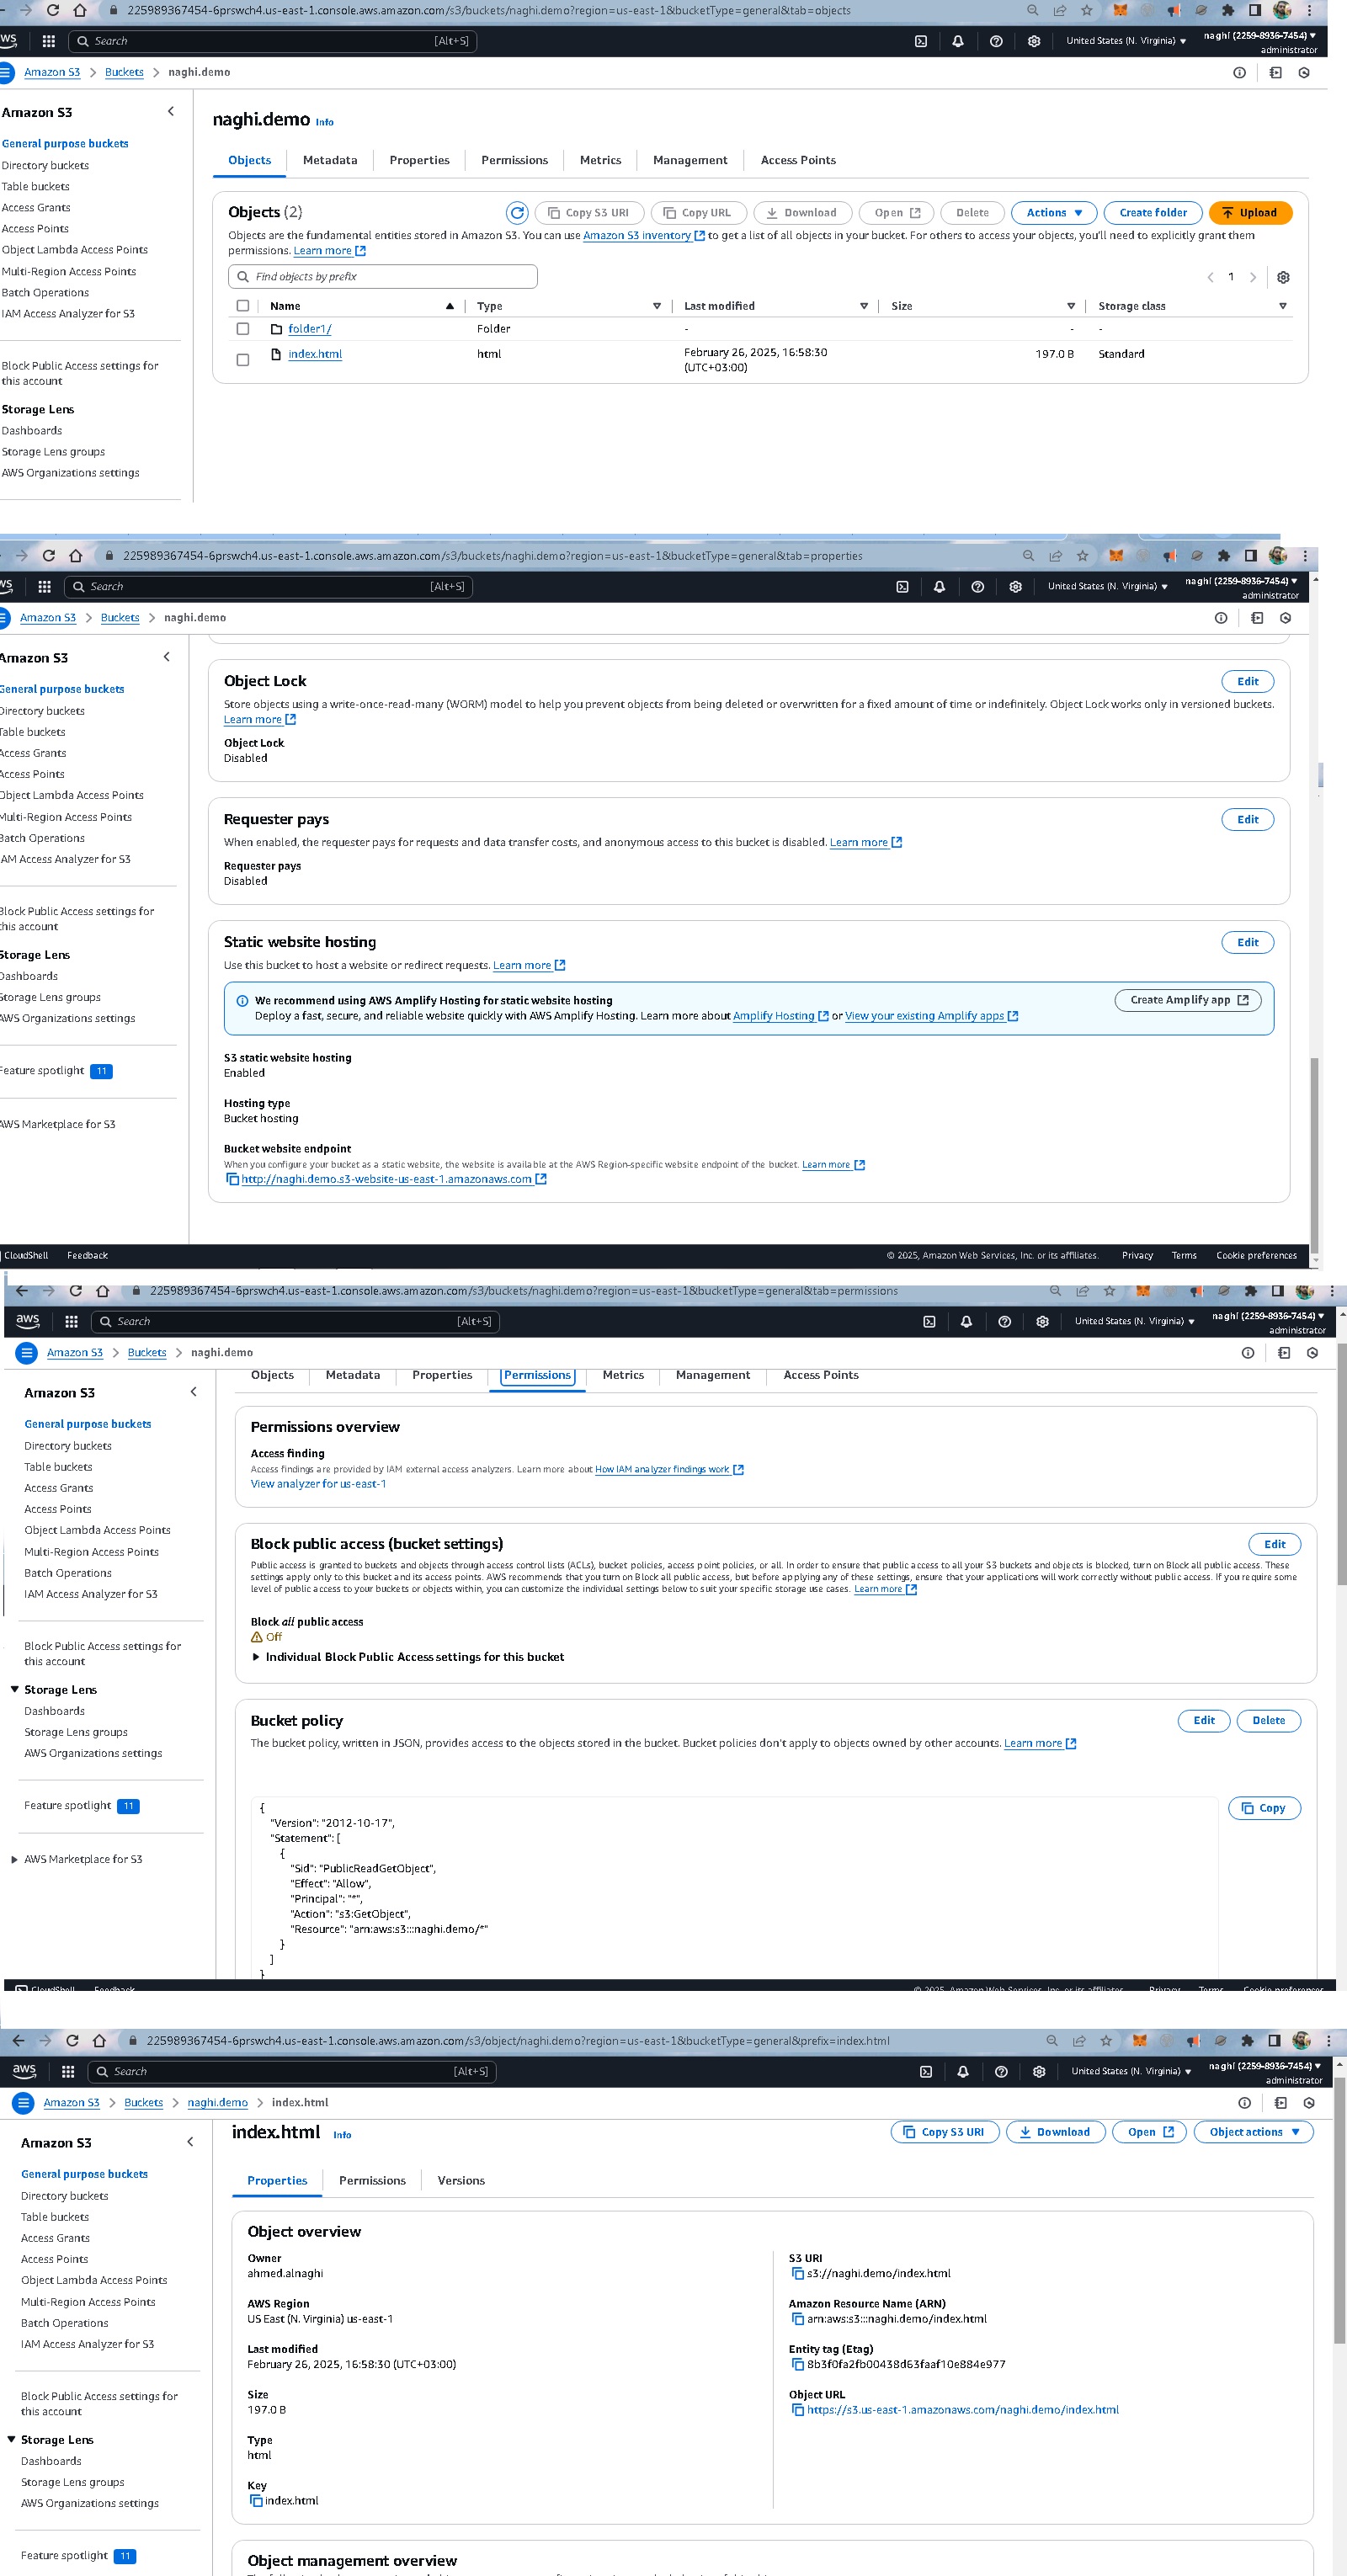 225989367454-6prswch4.us-east-1.console.aws.amazon.com/s3/buckets/naghi.demo?region=us-east-1&bucketType=general&tab=objects
Search [Alt+S] United States (N. Virginia) naghi (2259-8936-7454)
administrator
Amazon S3 Buckets naghi.demo
Amazon S3
General purpose buckets
Directory buckets
Table buckets
Access Grants
Access Points
Object Lambda Access Points
Multi-Region Access Points
Batch Operations
IAM Access Analyzer for S3
Block Public Access settings for
this account
Storage Lens
Dashboards
Storage Lens groups
AWS Organizations settings
naghi.demo Info
Objects Metadata Properties Permissions Metrics Management Access Points
Objects (2) Copy S3 URI Copy URL Download Open Delete Actions Create folder Upload
Objects are the fundamental entities stored in Amazon S3. You can use Amazon S3 inventory to get a list of all objects in your bucket. For others to access your objects, you'll need to explicitly grant them
permissions. Learn more
Find objects by prefix
1
Name Type Last modified Size Storage class
folder1/ Folder - - -
index.html html February 26, 2025, 16:58:30 197.0 B Standard
(UTC+03:00)
225989367454-6prswch4.us-east-1.console.aws.amazon.com/s3/buckets/naghi.demo?region=us-east-1&bucketType=general&tab=properties
Search [Alt+S] United States (N. Virginia) naghi (2259-8936-7454)
administrator
Amazon S3 Buckets naghi.demo
Amazon S3
General purpose buckets
Directory buckets
Table buckets
Access Grants
Access Points
Object Lambda Access Points
Multi-Region Access Points
Batch Operations
IAM Access Analyzer for S3
Block Public Access settings for
this account
Storage Lens
Dashboards
Storage Lens groups
AWS Organizations settings
Feature spotlight 11
AWS Marketplace for S3
Object Lock Edit
Store objects using a write-once-read-many (WORM) model to help you prevent objects from being deleted or overwritten for a fixed amount of time or indefinitely. Object Lock works only in versioned buckets.
Learn more
Object Lock
Disabled
Requester pays Edit
When enabled, the requester pays for requests and data transfer costs, and anonymous access to this bucket is disabled. Learn more
Requester pays
Disabled
Static website hosting Edit
Use this bucket to host a website or redirect requests. Learn more
We recommend using AWS Amplify Hosting for static website hosting Create Amplify app
Deploy a fast, secure, and reliable website quickly with AWS Amplify Hosting. Learn more about Amplify Hosting or View your existing Amplify apps
S3 static website hosting
Enabled
Hosting type
Bucket hosting
Bucket website endpoint
When you configure your bucket as a static website, the website is available at the AWS Region-specific website endpoint of the bucket. Learn more
http://naghi.demo.s3-website-us-east-1.amazonaws.com
CloudShell Feedback © 2025, Amazon Web Services, Inc. or its affiliates. Privacy Terms Cookie preferences
225989367454-6prswch4.us-east-1.console.aws.amazon.com/s3/buckets/naghi.demo?region=us-east-1&bucketType=general&tab=permissions
aws Search [Alt+S] United States (N. Virginia) naghi (2259-8936-7454)
administrator
Amazon S3 Buckets naghi.demo
Amazon S3
General purpose buckets
Directory buckets
Table buckets
Access Grants
Access Points
Object Lambda Access Points
Multi-Region Access Points
Batch Operations
IAM Access Analyzer for S3
Block Public Access settings for
this account
Storage Lens
Dashboards
Storage Lens groups
AWS Organizations settings
Feature spotlight 11
AWS Marketplace for S3
Objects Metadata Properties Permissions Metrics Management Access Points
Permissions overview
Access finding
Access findings are provided by IAM external access analyzers. Learn more about How IAM analyzer findings work
View analyzer for us-east-1
Block public access (bucket settings) Edit
Public access is granted to buckets and objects through access control lists (ACLs), bucket policies, access point policies, or all. In order to ensure that public access to all your S3 buckets and objects is blocked, turn on Block all public access. These
settings apply only to this bucket and its access points. AWS recommends that you turn on Block all public access, but before applying any of these settings, ensure that your applications will work correctly without public access. If you require some
level of public access to your buckets or objects within, you can customize the individual settings below to suit your specific storage use cases. Learn more
Block all public access
Off
Individual Block Public Access settings for this bucket
Bucket policy Edit Delete
The bucket policy, written in JSON, provides access to the objects stored in the bucket. Bucket policies don't apply to objects owned by other accounts. Learn more
Copy
{
"Version": "2012-10-17",
"Statement": [
{
"Sid": "PublicReadGetObject",
"Effect": "Allow",
"Principal": "*",
"Action": "s3:GetObject",
"Resource": "arn:aws:s3:::naghi.demo/*"
}
]
}
CloudShell Feedback © 2025, Amazon Web Services, Inc. or its affiliates. Privacy Terms Cookie preferences
225989367454-6prswch4.us-east-1.console.aws.amazon.com/s3/object/naghi.demo?region=us-east-1&bucketType=general&prefix=index.html
aws Search [Alt+S] United States (N. Virginia) naghi (2259-8936-7454)
administrator
Amazon S3 Buckets naghi.demo index.html
Amazon S3
General purpose buckets
Directory buckets
Table buckets
Access Grants
Access Points
Object Lambda Access Points
Multi-Region Access Points
Batch Operations
IAM Access Analyzer for S3
Block Public Access settings for
this account
Storage Lens
Dashboards
Storage Lens groups
AWS Organizations settings
Feature spotlight 11
index.html Info Copy S3 URI Download Open Object actions
Properties Permissions Versions
Object overview
Owner
ahmed.alnaghi
AWS Region
US East (N. Virginia) us-east-1
Last modified
February 26, 2025, 16:58:30 (UTC+03:00)
Size
197.0 B
Type
html
Key
index.html
S3 URI
s3://naghi.demo/index.html
Amazon Resource Name (ARN)
arn:aws:s3:::naghi.demo/index.html
Entity tag (Etag)
8b3f0fa2fb00438d63faaf10e884e977
Object URL
https://s3.us-east-1.amazonaws.com/naghi.demo/index.html
Object management overview